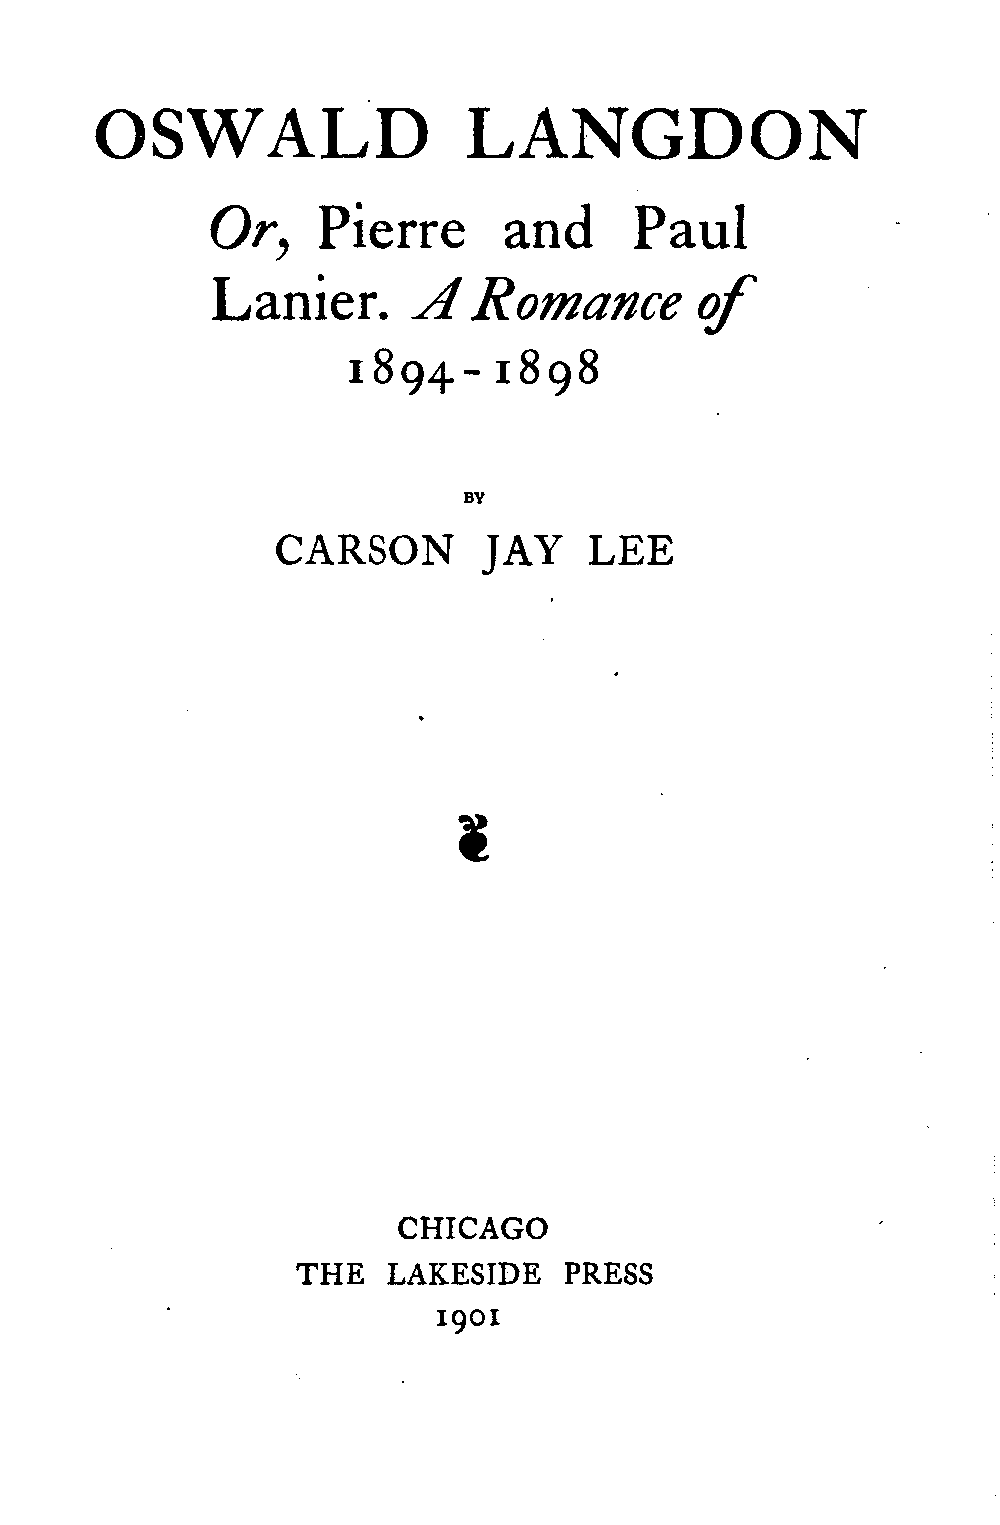 OSWALD LANGDON
Or, Pierre and Paul
Lanier. A Romance of
1894-1898
BY
CARSON JAY LEE
CHICAGO
THE LAKESIDE PRESS
1901